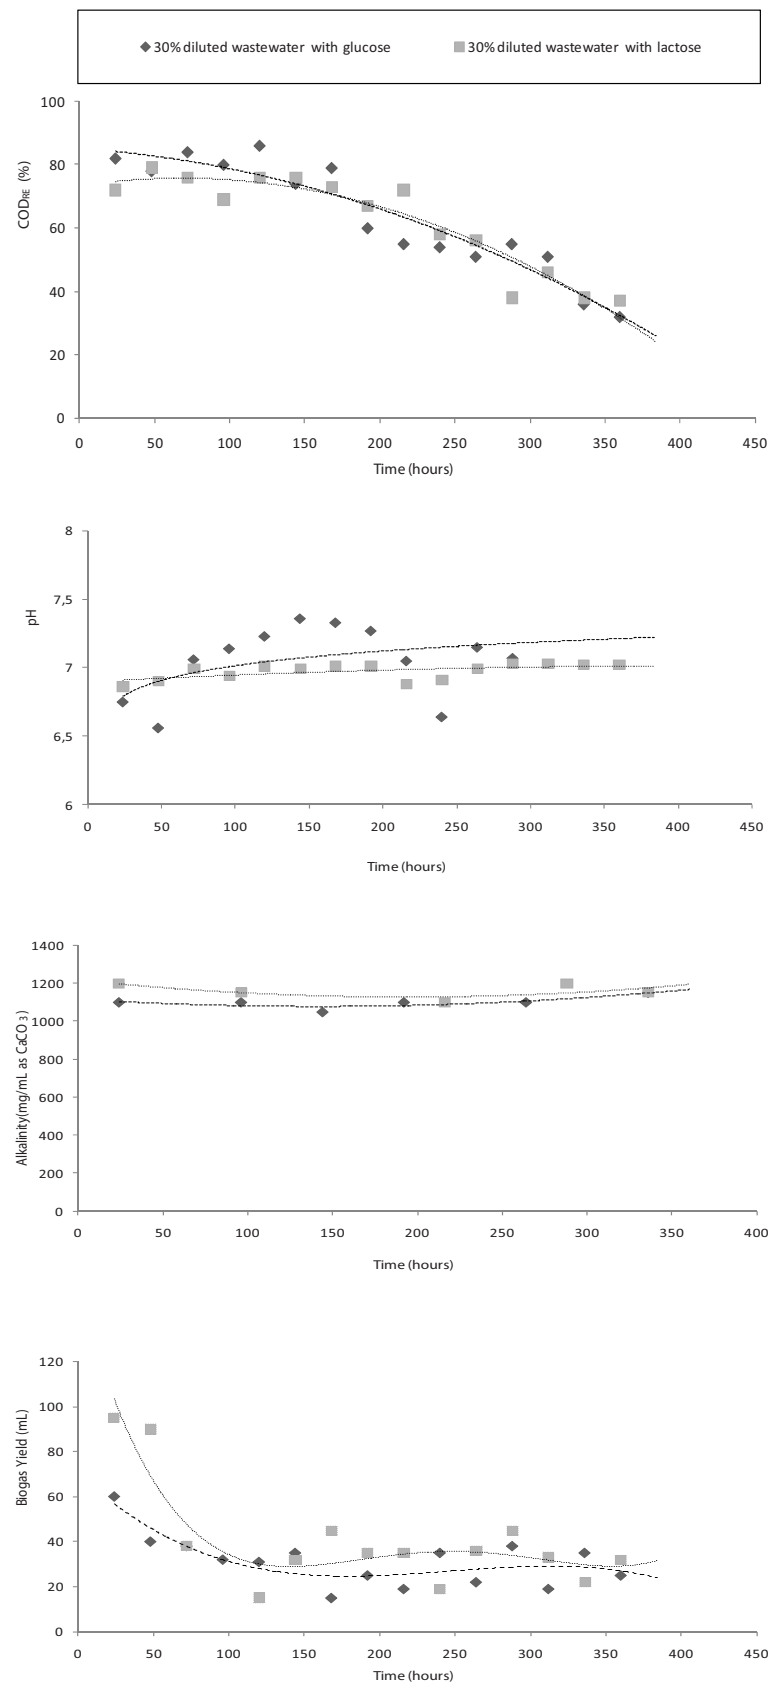 30% diluted wastewater with glucose 30% diluted wastewater with lactose
100
80
60
40
20
0
COD RE (%)
0 50 100 150 200 250 300 350 400 450
Time (hours)
8
7,5
7
6,5
6
pH
0 50 100 150 200 250 300 350 400 450
Time (hours)
1400
1200
1000
800
600
400
200
0
Alkalinity(mg/mL as CaCO 3)
0 50 100 150 200 250 300 350 400
Time (hours)
120
100
80
60
40
20
0
Biogas Yield (mL)
0 50 100 150 200 250 300 350 400 450
Time (hours)